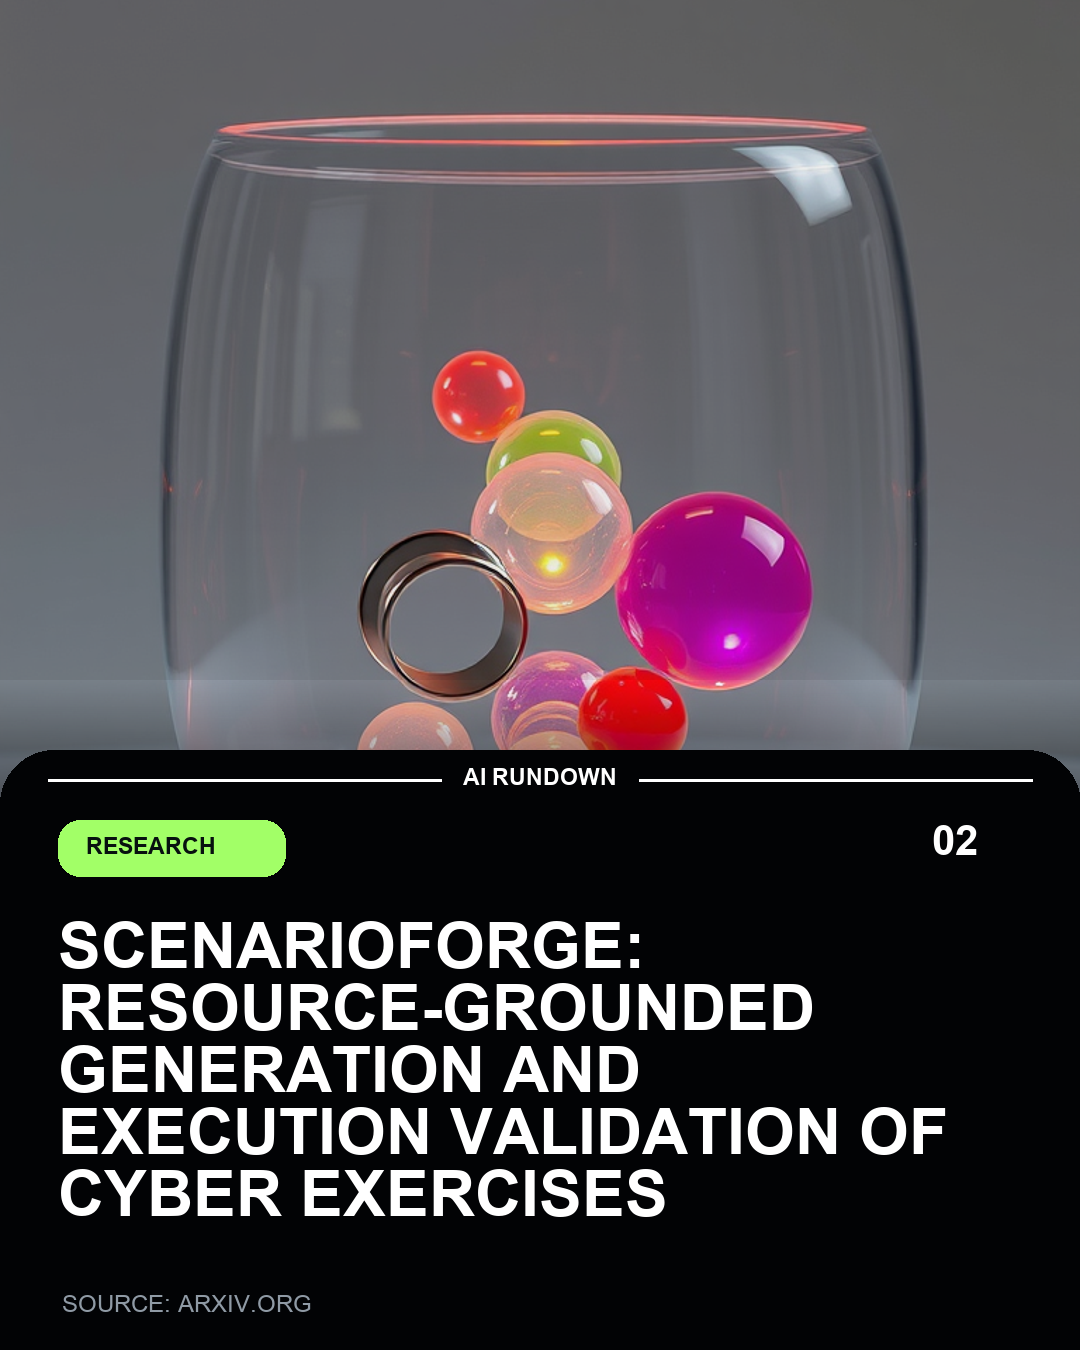 AI RUNDOWN
RESEARCH
02
SCENARIOFORGE:
RESOURCE-GROUNDED
GENERATION AND
EXECUTION VALIDATION OF
CYBER EXERCISES
SOURCE: ARXIV.ORG